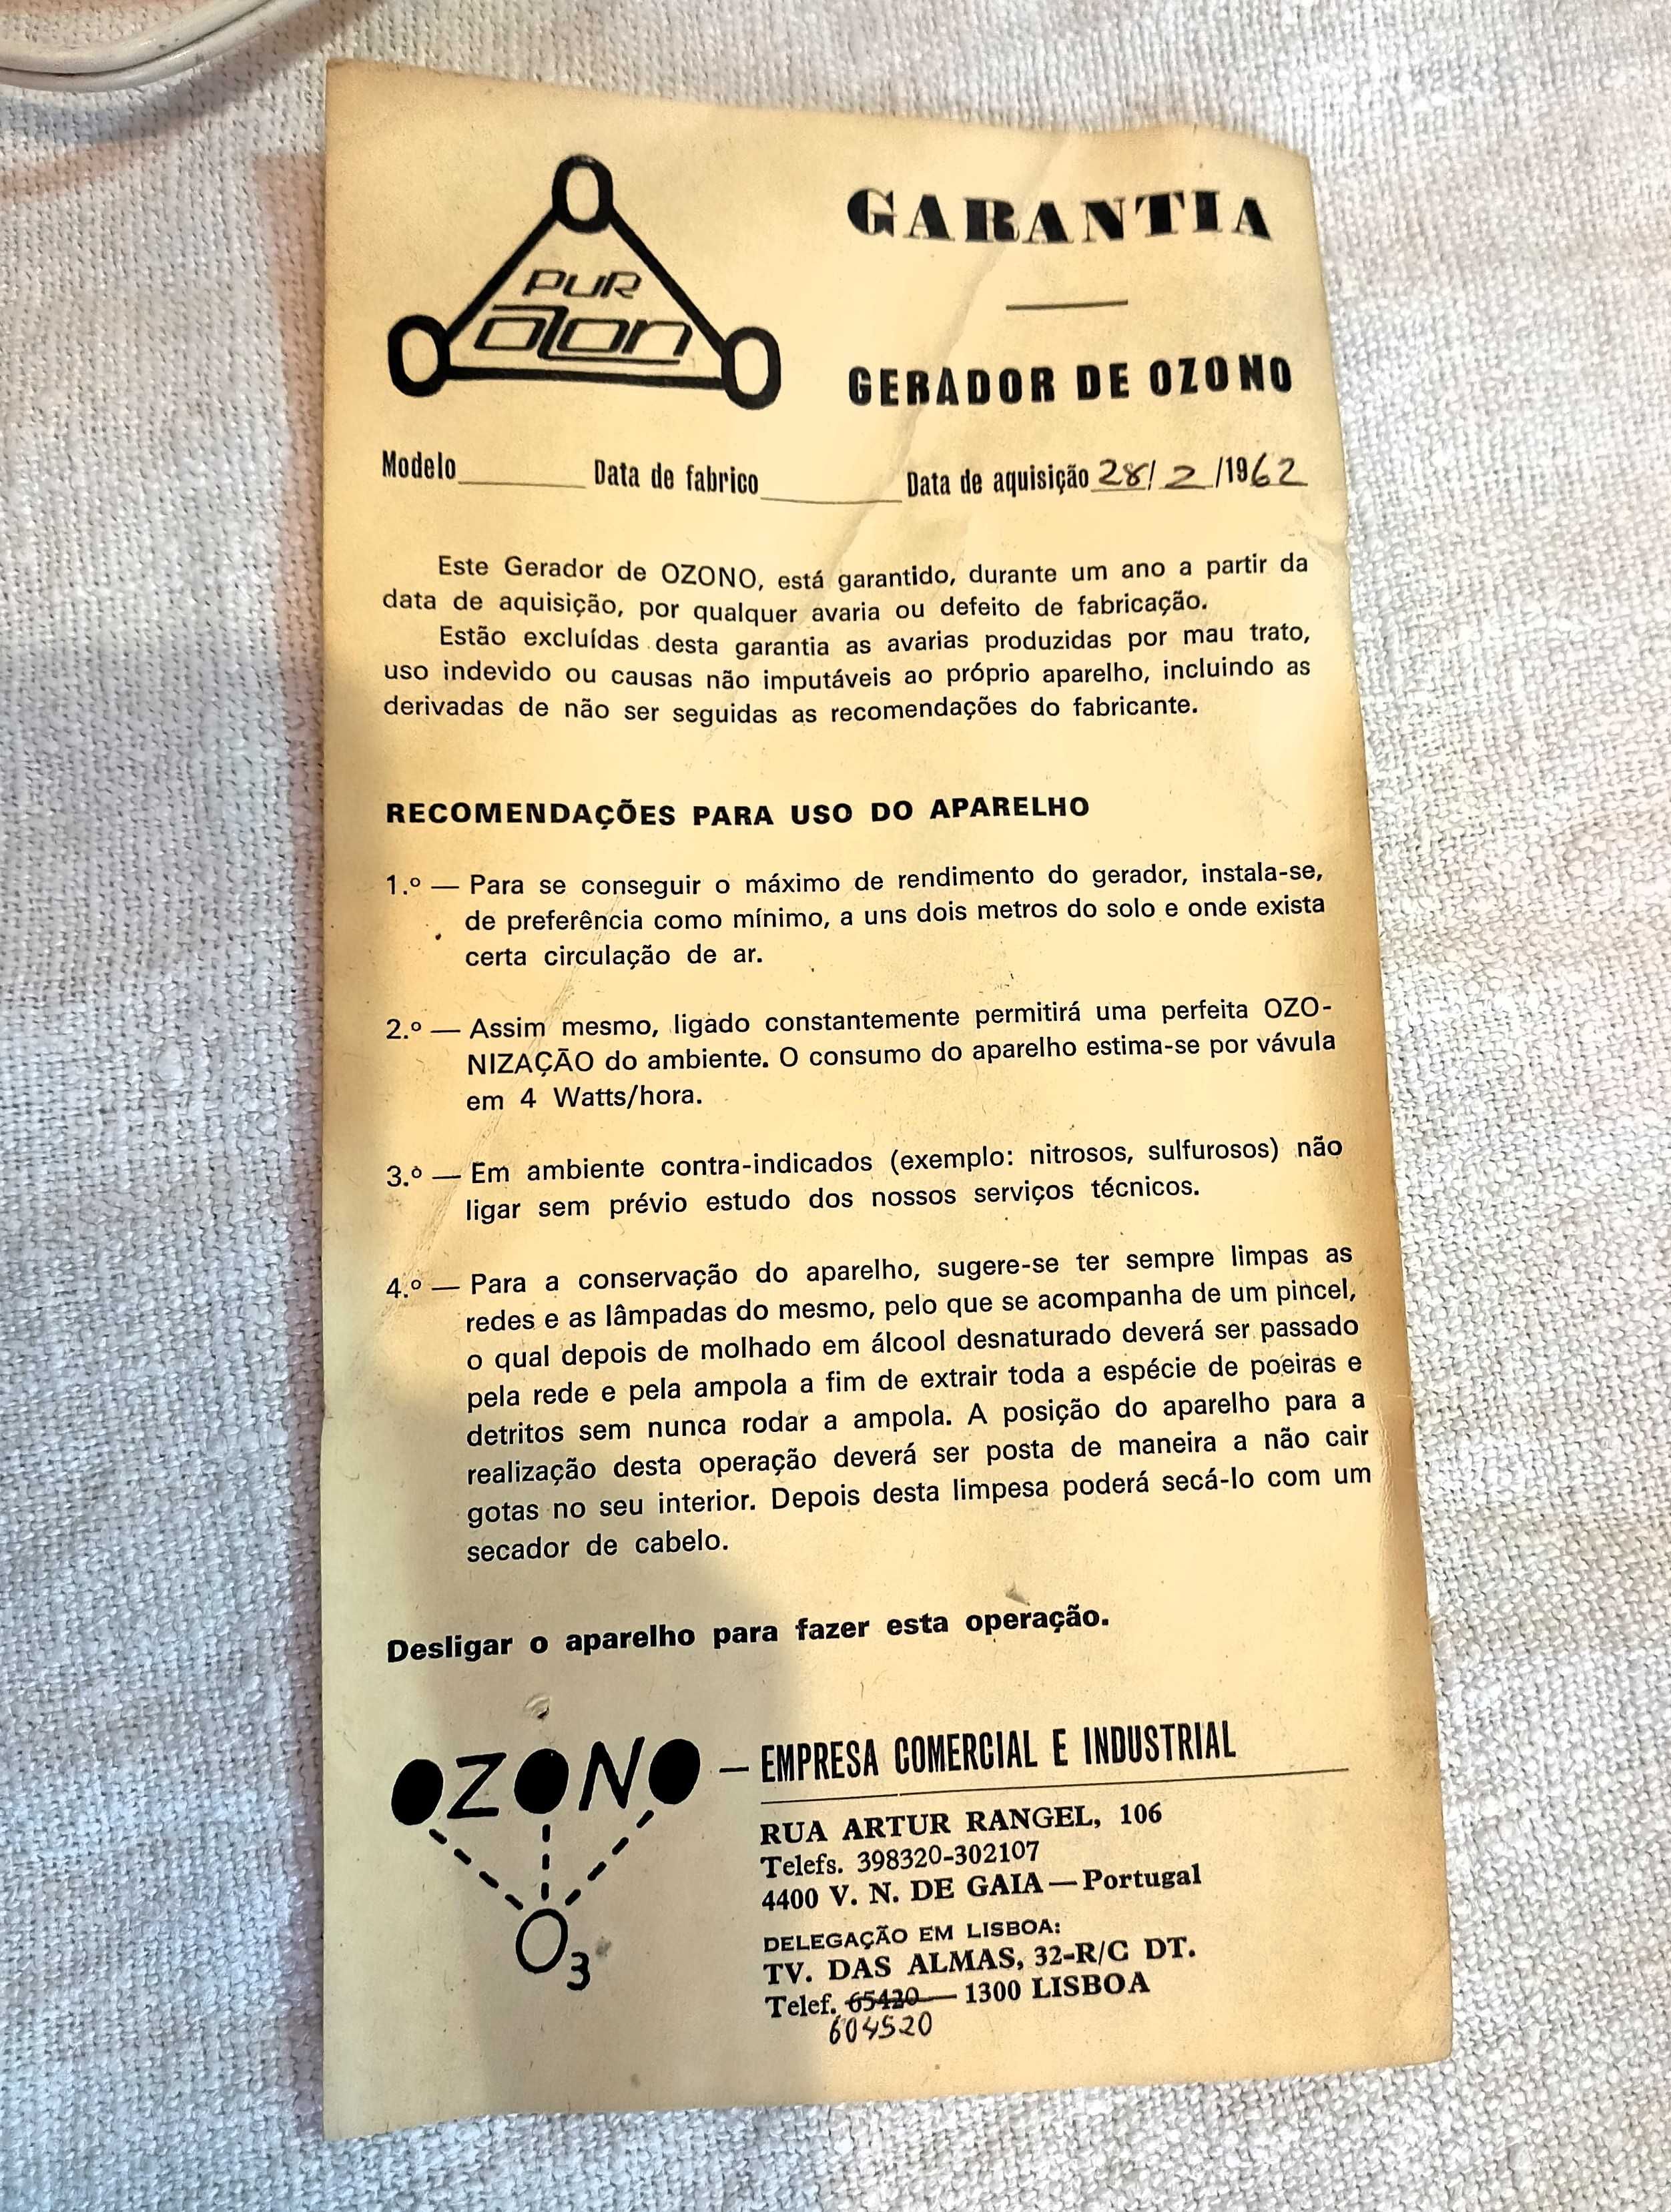 PUR
OZON
GARANTIA
GERADOR DE OZONO
Modelo Data de fabrico Data de aquisição 28/ 2 /1962
Este Gerador de OZONO, está garantido, durante um ano a partir da
data de aquisição, por qualquer avaria ou defeito de fabricação.
Estão excluídas desta garantia as avarias produzidas por mau trato,
uso indevido ou causas não imputáveis ao próprio aparelho, incluindo as
derivadas de não ser seguidas as recomendações do fabricante.
RECOMENDAÇÕES PARA USO DO APARELHO
1.º — Para se conseguir o máximo de rendimento do gerador, instala-se,
de preferência como mínimo, a uns dois metros do solo e onde exista
certa circulação de ar.
2.º — Assim mesmo, ligado constantemente permitirá uma perfeita OZO-
NIZAÇÃO do ambiente. O consumo do aparelho estima-se por vávula
em 4 Watts/hora.
3.º — Em ambiente contra-indicados (exemplo: nitrosos, sulfurosos) não
ligar sem prévio estudo dos nossos serviços técnicos.
4.º — Para a conservação do aparelho, sugere-se ter sempre limpas as
redes e as lâmpadas do mesmo, pelo que se acompanha de um pincel,
o qual depois de molhado em álcool desnaturado deverá ser passado
pela rede e pela ampola a fim de extrair toda a espécie de poeiras e
detritos sem nunca rodar a ampola. A posição do aparelho para a
realização desta operação deverá ser posta de maneira a não cair
gotas no seu interior. Depois desta limpesa poderá secá-lo com um
secador de cabelo.
Desligar o aparelho para fazer esta operação.
OZONO — EMPRESA COMERCIAL E INDUSTRIAL
O3
RUA ARTUR RANGEL, 106
Telefs. 398320-302107
4400 V. N. DE GAIA — Portugal
DELEGAÇÃO EM LISBOA:
TV. DAS ALMAS, 32-R/C DT.
Telef. 65420 — 1300 LISBOA
604520